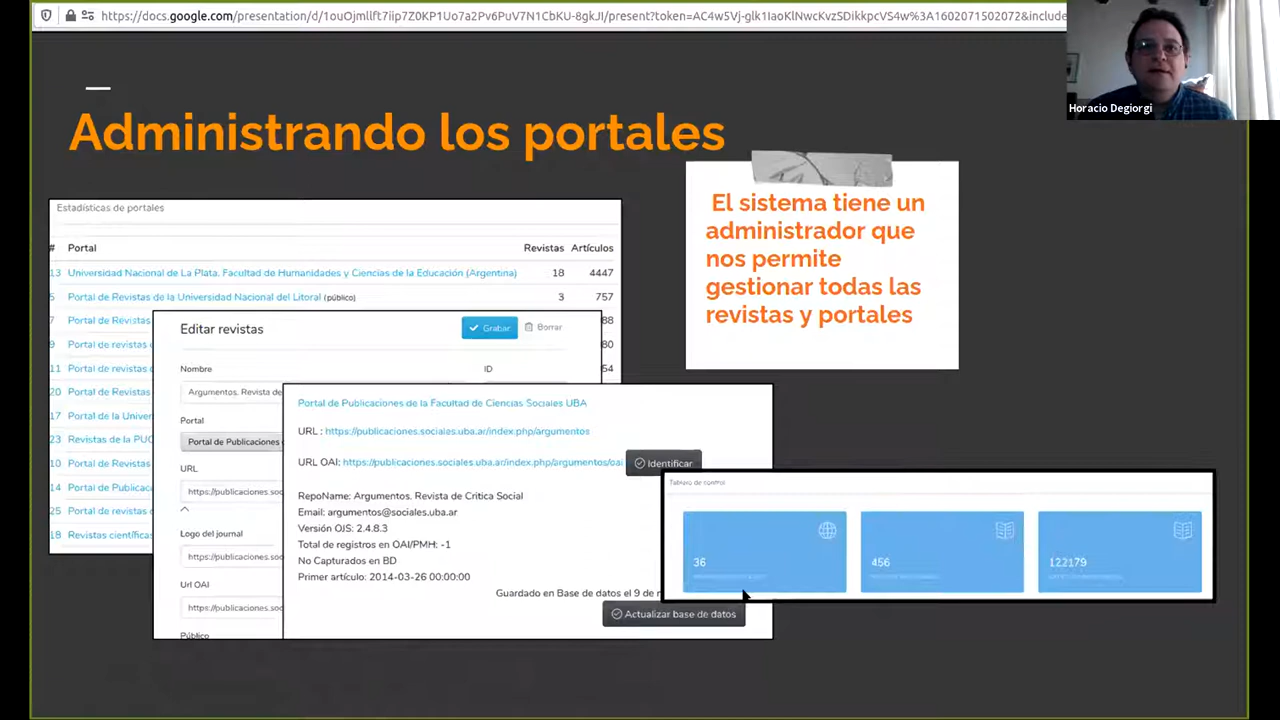 https://docs.google.com/presentation/d/1ouOjmllft7iip7Z0KP1Uo7a2Pv6PuV7N1CbKU-8gkJI/present?token=AC4w5Vj-glk1IaoKlNwcKvzSDikkpcVS4w%3A1602071502072&include
Horacio Degiorgi
Administrando los portales
El sistema tiene un
administrador que
nos permite
gestionar todas las
revistas y portales
Estadísticas de portales
# Portal Revistas Artículos
13 Universidad Nacional de La Plata. Facultad de Humanidades y Ciencias de la Educación (Argentina) 18 4447
5 Portal de Revistas de la Universidad Nacional del Litoral (público) 3 757
7 Portal de Revistas 88
9 Portal de revistas d 80
11 Portal de revistas d 54
20 Portal de Revistas
17 Portal de la Univer
23 Revistas de la PUC
10 Portal de Revistas
14 Portal de Publicac
25 Portal de revistas d
18 Revistas científica
Editar revistas
Grabar
Borrar
Nombre ID
Argumentos. Revista de
Portal
Portal de Publicaciones
URL
https://publicaciones.soc
Logo del journal
https://publicaciones.soc
Url OAI
https://publicaciones.soc
Público
Portal de Publicaciones de la Facultad de Ciencias Sociales UBA
URL : https://publicaciones.sociales.uba.ar/index.php/argumentos
URL OAI: https://publicaciones.sociales.uba.ar/index.php/argumentos/oai
Identificar
RepoName: Argumentos. Revista de Crítica Social
Email: argumentos@sociales.uba.ar
Versión OJS: 2.4.8.3
Total de registros en OAI/PMH: -1
No Capturados en BD
Primer artículo: 2014-03-26 00:00:00
Guardado en Base de datos el 9 de
Actualizar base de datos
Tablero de control
36
456
122179